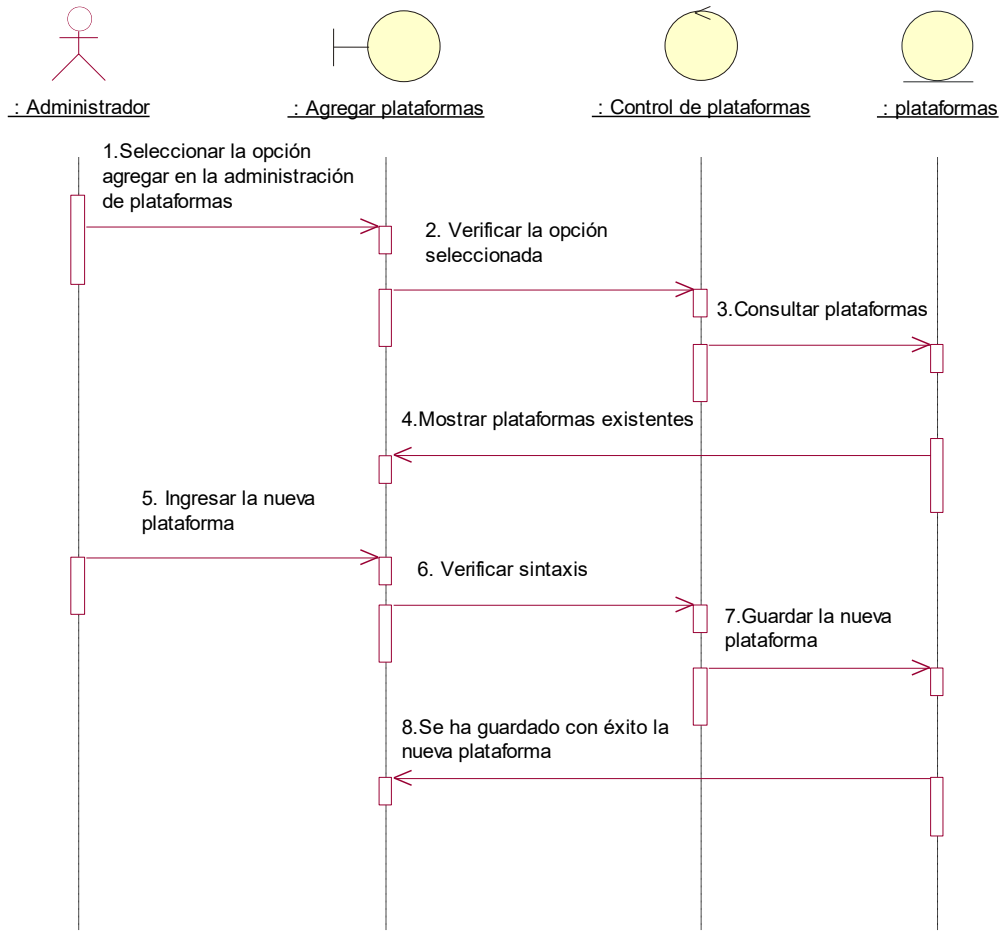 : Administrador
: Agregar plataformas
: Control de plataformas
: plataformas
1.Seleccionar la opción
agregar en la administración
de plataformas
2. Verificar la opción
seleccionada
3.Consultar plataformas
4.Mostrar plataformas existentes
5. Ingresar la nueva
plataforma
6. Verificar sintaxis
7.Guardar la nueva
plataforma
8.Se ha guardado con éxito la
nueva plataforma